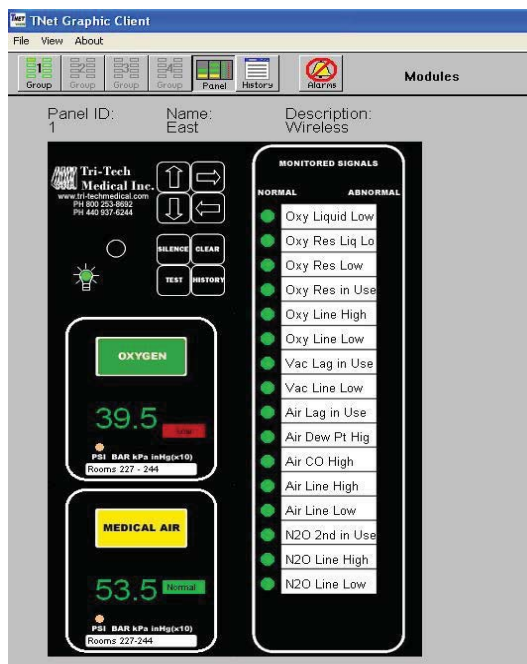 TNet TNet Graphic Client
File View About
1 2 3 4
Group Group Group Group Panel History Alarms Modules
Panel ID: Name: Description:
1 East Wireless
Tri-Tech
Medical Inc.
www.tri-techmedical.com
PH 800 253-8692
PH 440 937-6244
SILENCE CLEAR
TEST HISTORY
OXYGEN
39.5 Low
PSI BAR kPa inHg(x10)
Rooms 227 - 244
MEDICAL AIR
53.5 Normal
PSI BAR kPa inHg(x10)
Rooms 227-244
MONITORED SIGNALS
NORMAL ABNORMAL
Oxy Liquid Low
Oxy Res Liq Lo
Oxy Res Low
Oxy Res in Use
Oxy Line High
Oxy Line Low
Vac Lag in Use
Vac Line Low
Air Lag in Use
Air Dew Pt Hig
Air CO High
Air Line High
Air Line Low
N2O 2nd in Use
N2O Line High
N2O Line Low